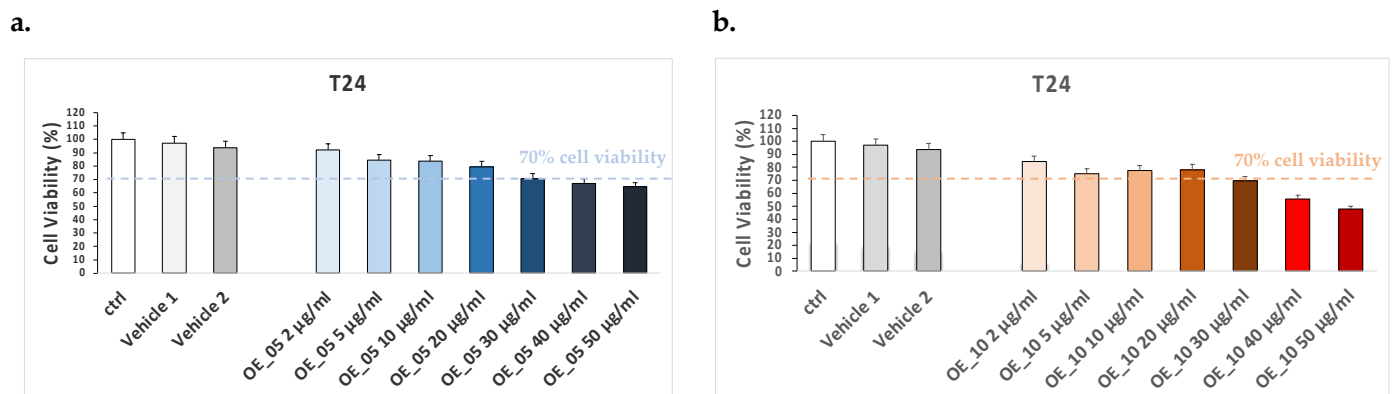 a.
T24
Cell Viability (%)
120
110
100
90
80
70
60
50
40
30
20
10
0
70% cell viability
ctrl
Vehicle 1
Vehicle 2
OE_05 2 µg/ml
OE_05 5 µg/ml
OE_05 10 µg/ml
OE_05 20 µg/ml
OE_05 30 µg/ml
OE_05 40 µg/ml
OE_05 50 µg/ml
b.
T24
Cell Viability (%)
120
110
100
90
80
70
60
50
40
30
20
10
0
70% cell viability
ctrl
Vehicle 1
Vehicle 2
OE_10 2 µg/ml
OE_10 5 µg/ml
OE_10 10 µg/ml
OE_10 20 µg/ml
OE_10 30 µg/ml
OE_10 40 µg/ml
OE_10 50 µg/ml